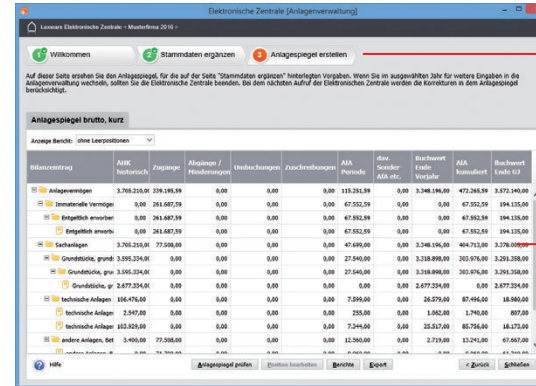 Elektronische Zentrale [Anlagenverwaltung]
Lexware Elektronische Zentrale - Musterfirma 2016 >
1 Willkommen 2 Stammdaten ergänzen 3 Anlagespiegel erstellen
Auf dieser Seite ersehen Sie den Anlagespiegel, für die auf der Seite "Stammdaten ergänzen" hinterlegten Vorgaben. Wenn Sie im ausgewählten Jahr für weitere Eingaben in die
Anlagenverwaltung wechseln, sollten Sie die Elektronische Zentrale beenden. Bei dem nächsten Aufruf der Elektronischen Zentrale werden die Korrekturen in dem Anlagespiegel
berücksichtigt.
Anlagespiegel brutto, kurz
Anzeige Bericht: ohne Leerpositionen
Bilanzeintrag AHK historisch Zugänge Abgänge / Minderungen Umbuchungen Zuschreibungen AfA Periode dav. Sonder-AfA etc. Buchwert Ende Vorjahr AfA kumuliert Buchwert Ende GJ
Anlagevermögen 3.705.210,00 339.195,59 0,00 0,00 0,00 115.251,59 0,00 3.348.196,00 472.265,59 3.572.140,00
Immaterielle Vermögei 0,00 261.687,59 0,00 0,00 0,00 67.552,59 0,00 0,00 67.552,59 194.135,00
Entgeltlich erworber 0,00 261.687,59 0,00 0,00 0,00 67.552,59 0,00 0,00 67.552,59 194.135,00
Entgeltlich erworb 0,00 261.687,59 0,00 0,00 0,00 67.552,59 0,00 0,00 67.552,59 194.135,00
Sachanlagen 3.705.210,00 77.508,00 0,00 0,00 0,00 47.699,00 0,00 3.348.196,00 404.713,00 3.378.005,00
Grundstücke, grund 3.595.334,00 0,00 0,00 0,00 0,00 27.540,00 0,00 3.318.898,00 303.976,00 3.291.358,00
Grundstücke, gru 3.595.334,00 0,00 0,00 0,00 0,00 27.540,00 0,00 3.318.898,00 303.976,00 3.291.358,00
Grundstücke, gr 2.677.334,00 0,00 0,00 0,00 0,00 0,00 0,00 2.677.334,00 0,00 2.677.334,00
technische Anlagen 106.476,00 0,00 0,00 0,00 0,00 7.599,00 0,00 26.579,00 87.496,00 18.980,00
technische Anlager 2.547,00 0,00 0,00 0,00 0,00 255,00 0,00 1.062,00 1.740,00 807,00
technische Anlager 103.929,00 0,00 0,00 0,00 0,00 7.344,00 0,00 25.517,00 85.756,00 18.173,00
andere Anlagen, Bet 3.400,00 77.508,00 0,00 0,00 0,00 12.560,00 0,00 2.719,00 13.241,00 67.667,00
Hilfe Anlagespiegel prüfen Position bearbeiten Berichte Export < Zurück Schließen